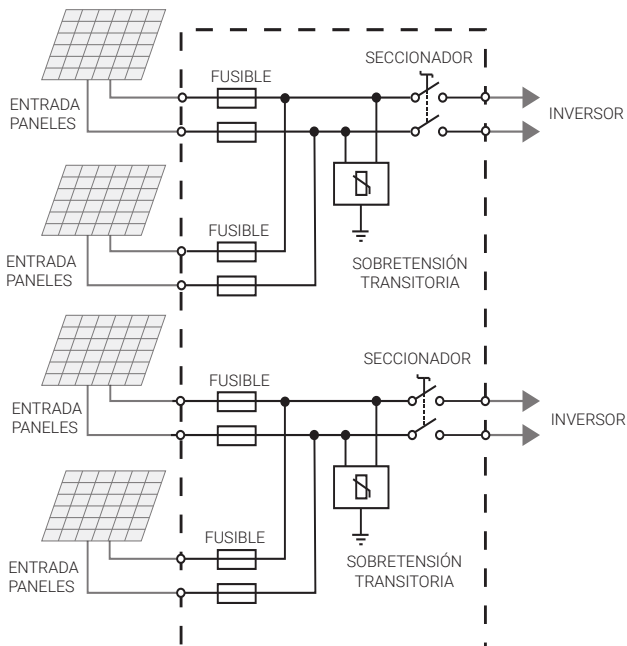 SECCIONADOR
FUSIBLE
ENTRADA
PANELES
INVERSOR
FUSIBLE
ENTRADA
PANELES
SOBRETENSIÓN
TRANSITORIA
SECCIONADOR
FUSIBLE
ENTRADA
PANELES
INVERSOR
FUSIBLE
ENTRADA
PANELES
SOBRETENSIÓN
TRANSITORIA